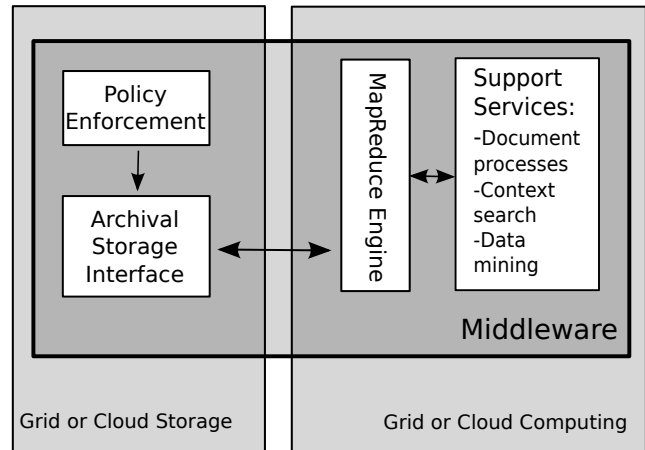 Policy
Enforcement
Archival
Storage
Interface
MapReduce Engine
Support
Services:
-Document
processes
-Context
search
-Data
mining
Middleware
Grid or Cloud Storage
Grid or Cloud Computing